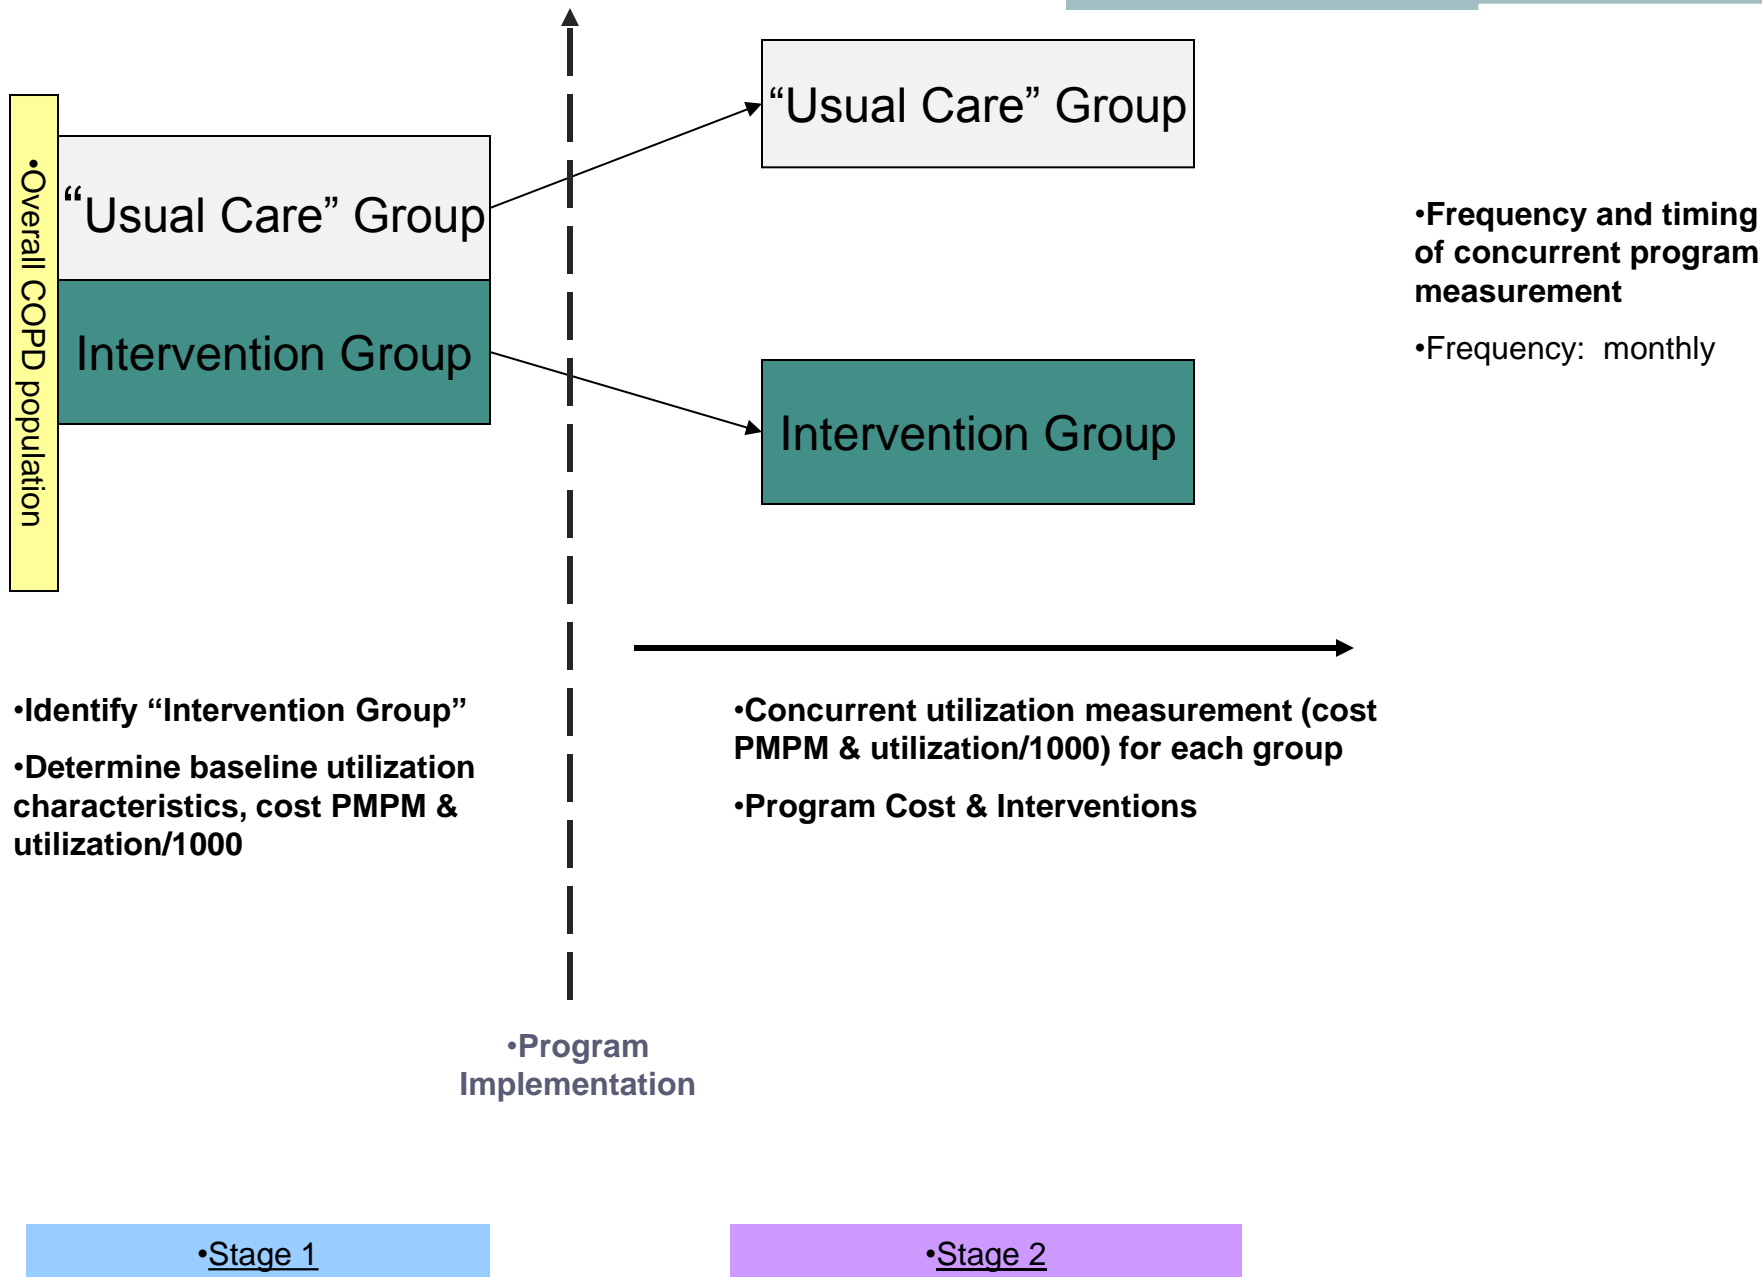 •Overall COPD population
“Usual Care” Group
Intervention Group
“Usual Care” Group
Intervention Group
•Frequency and timing
of concurrent program
measurement
•Frequency:  monthly
•Identify “Intervention Group”
•Determine baseline utilization
characteristics, cost PMPM &
utilization/1000
•Concurrent utilization measurement (cost
PMPM & utilization/1000) for each group
•Program Cost & Interventions
•Program
Implementation
•Stage 1
•Stage 2